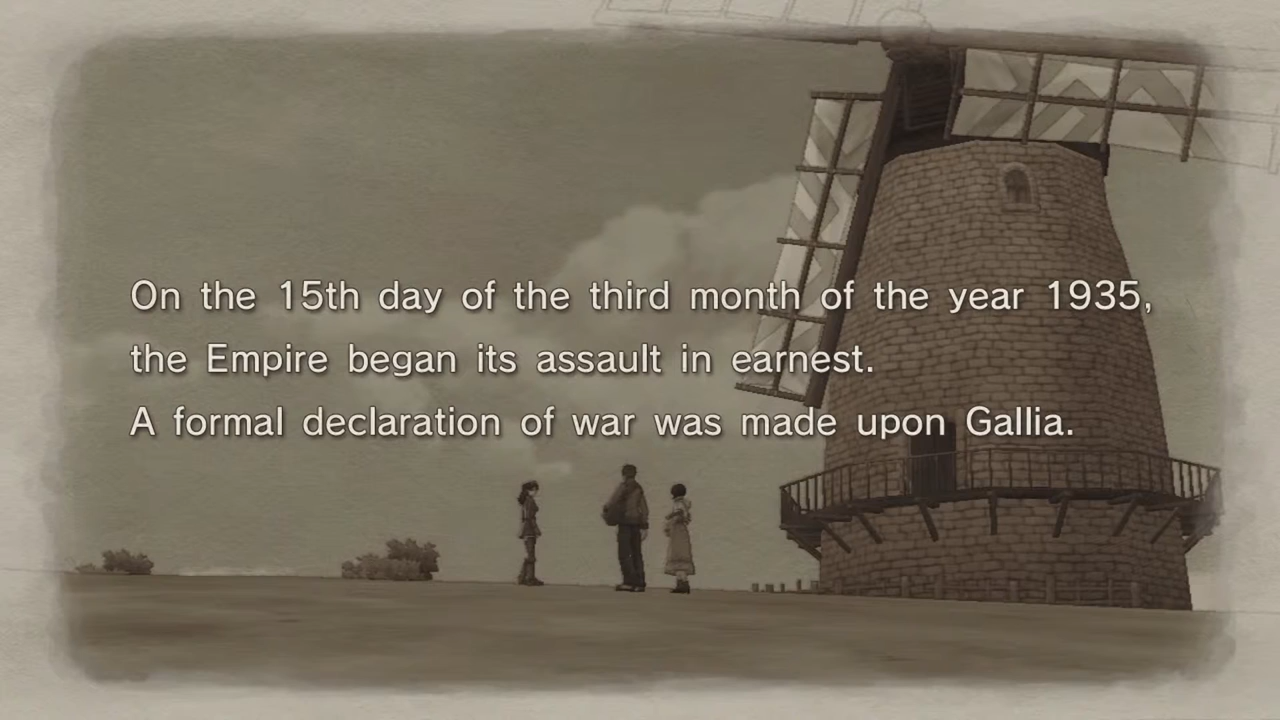 On the 15th day of the third month of the year 1935,
the Empire began its assault in earnest.
A formal declaration of war was made upon Gallia.